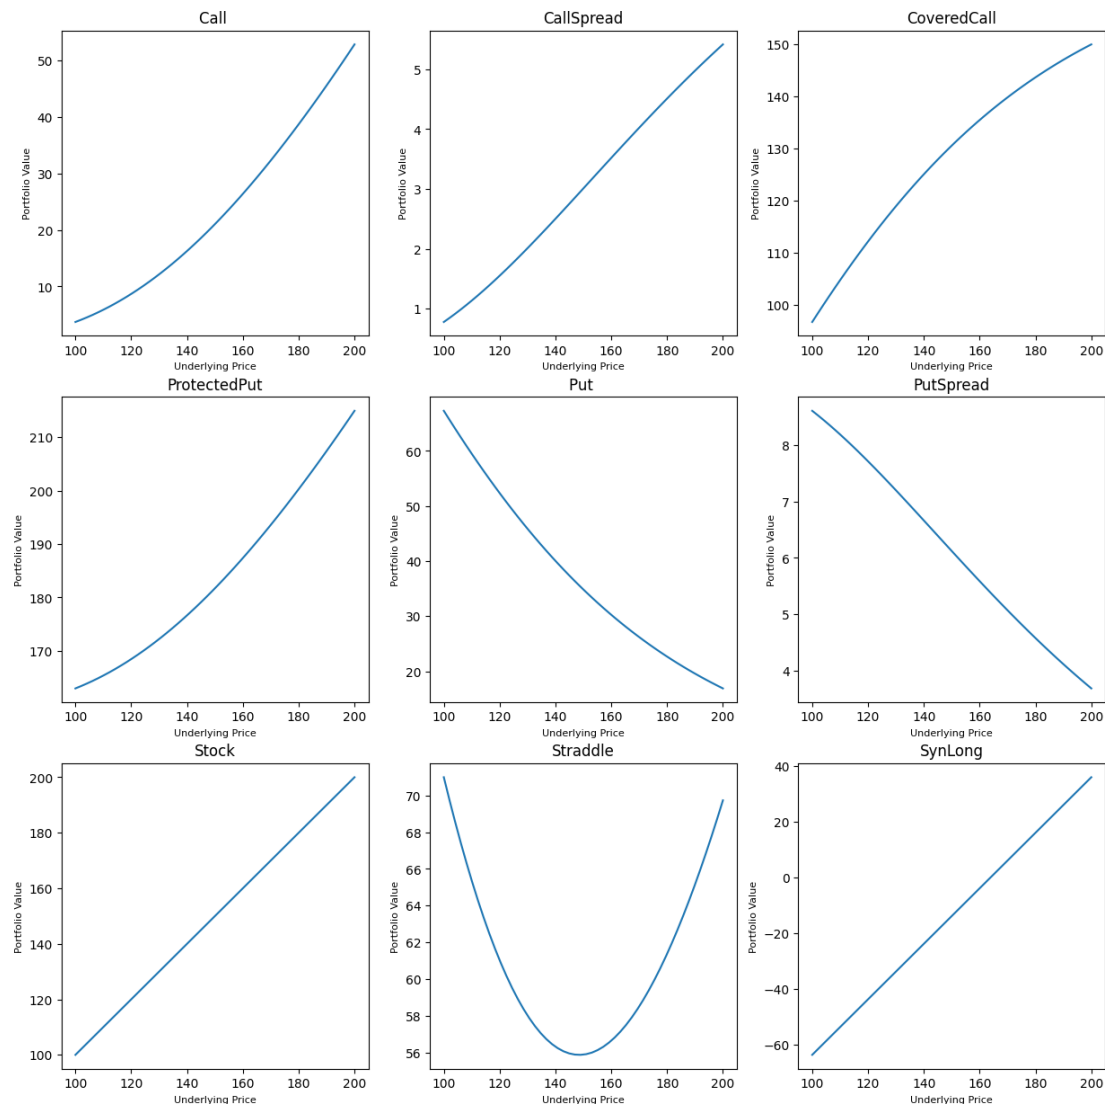 Call
CallSpread
CoveredCall
Portfolio Value
50
40
30
20
10
100 120 140 160 180 200
Underlying Price
Portfolio Value
5
4
3
2
1
100 120 140 160 180 200
Underlying Price
Portfolio Value
150
140
130
120
110
100
100 120 140 160 180 200
Underlying Price
ProtectedPut
Put
PutSpread
Portfolio Value
210
200
190
180
170
100 120 140 160 180 200
Underlying Price
Portfolio Value
60
50
40
30
20
100 120 140 160 180 200
Underlying Price
Portfolio Value
8
7
6
5
4
100 120 140 160 180 200
Underlying Price
Stock
Straddle
SynLong
Portfolio Value
200
180
160
140
120
100
100 120 140 160 180 200
Underlying Price
Portfolio Value
70
68
66
64
62
60
58
56
100 120 140 160 180 200
Underlying Price
Portfolio Value
40
20
0
−20
−40
−60
100 120 140 160 180 200
Underlying Price